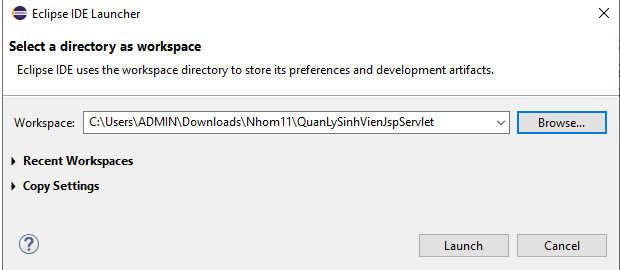 Eclipse IDE Launcher
Select a directory as workspace
Eclipse IDE uses the workspace directory to store its preferences and development artifacts.
Workspace: C:\Users\ADMIN\Downloads\Nhom11\QuanLySinhVienJspServlet Browse...
Recent Workspaces
Copy Settings
? Launch Cancel